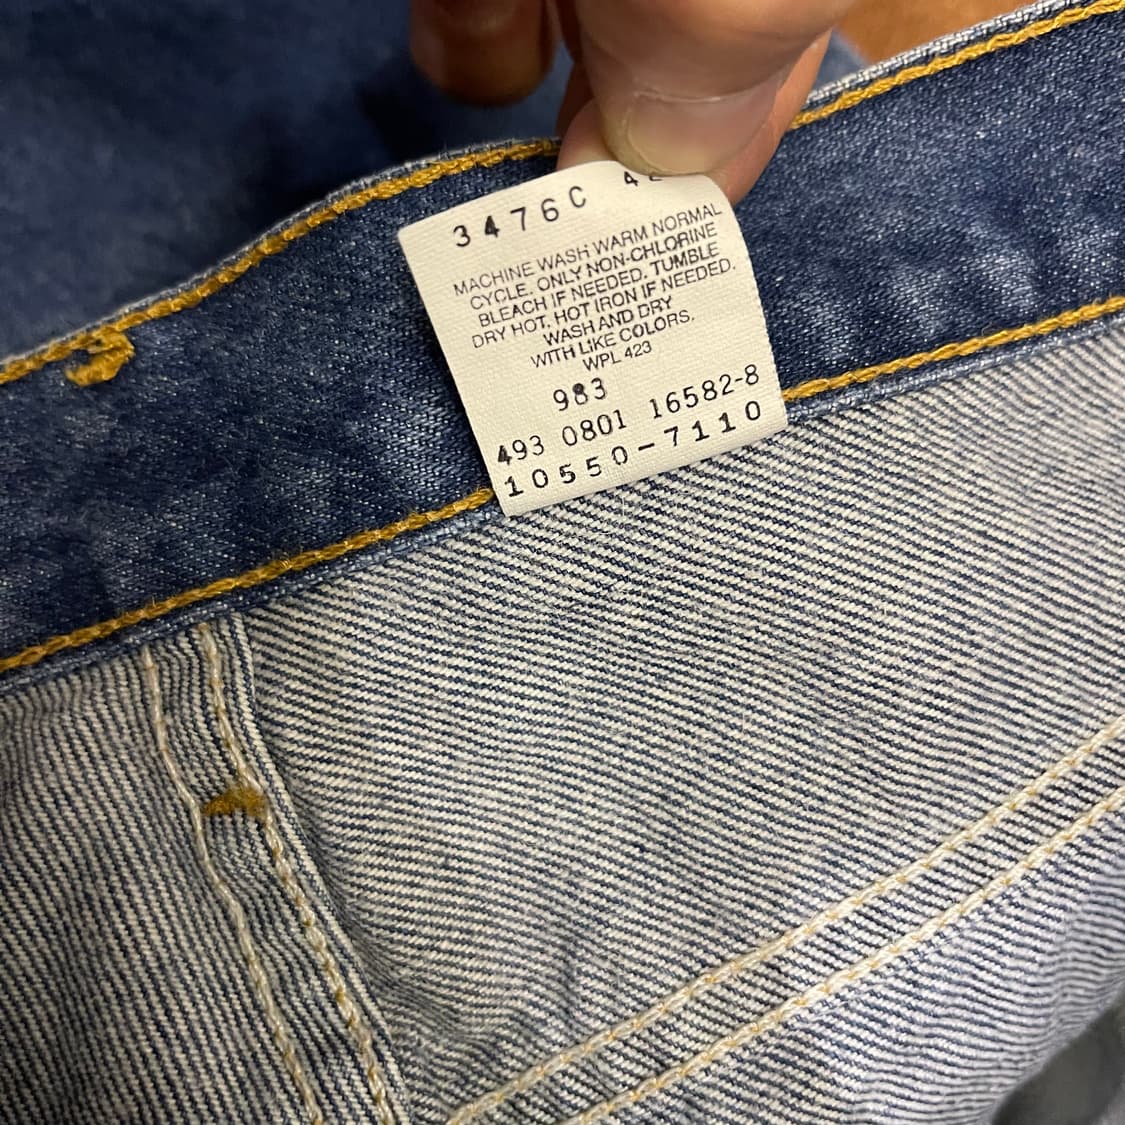 3476C 42
MACHINE WASH WARM NORMAL
CYCLE. ONLY NON-CHLORINE
BLEACH IF NEEDED. TUMBLE
DRY HOT, HOT IRON IF NEEDED.
WASH AND DRY
WITH LIKE COLORS.
WPL 423
983
493 0801 16582-8
10550-7110